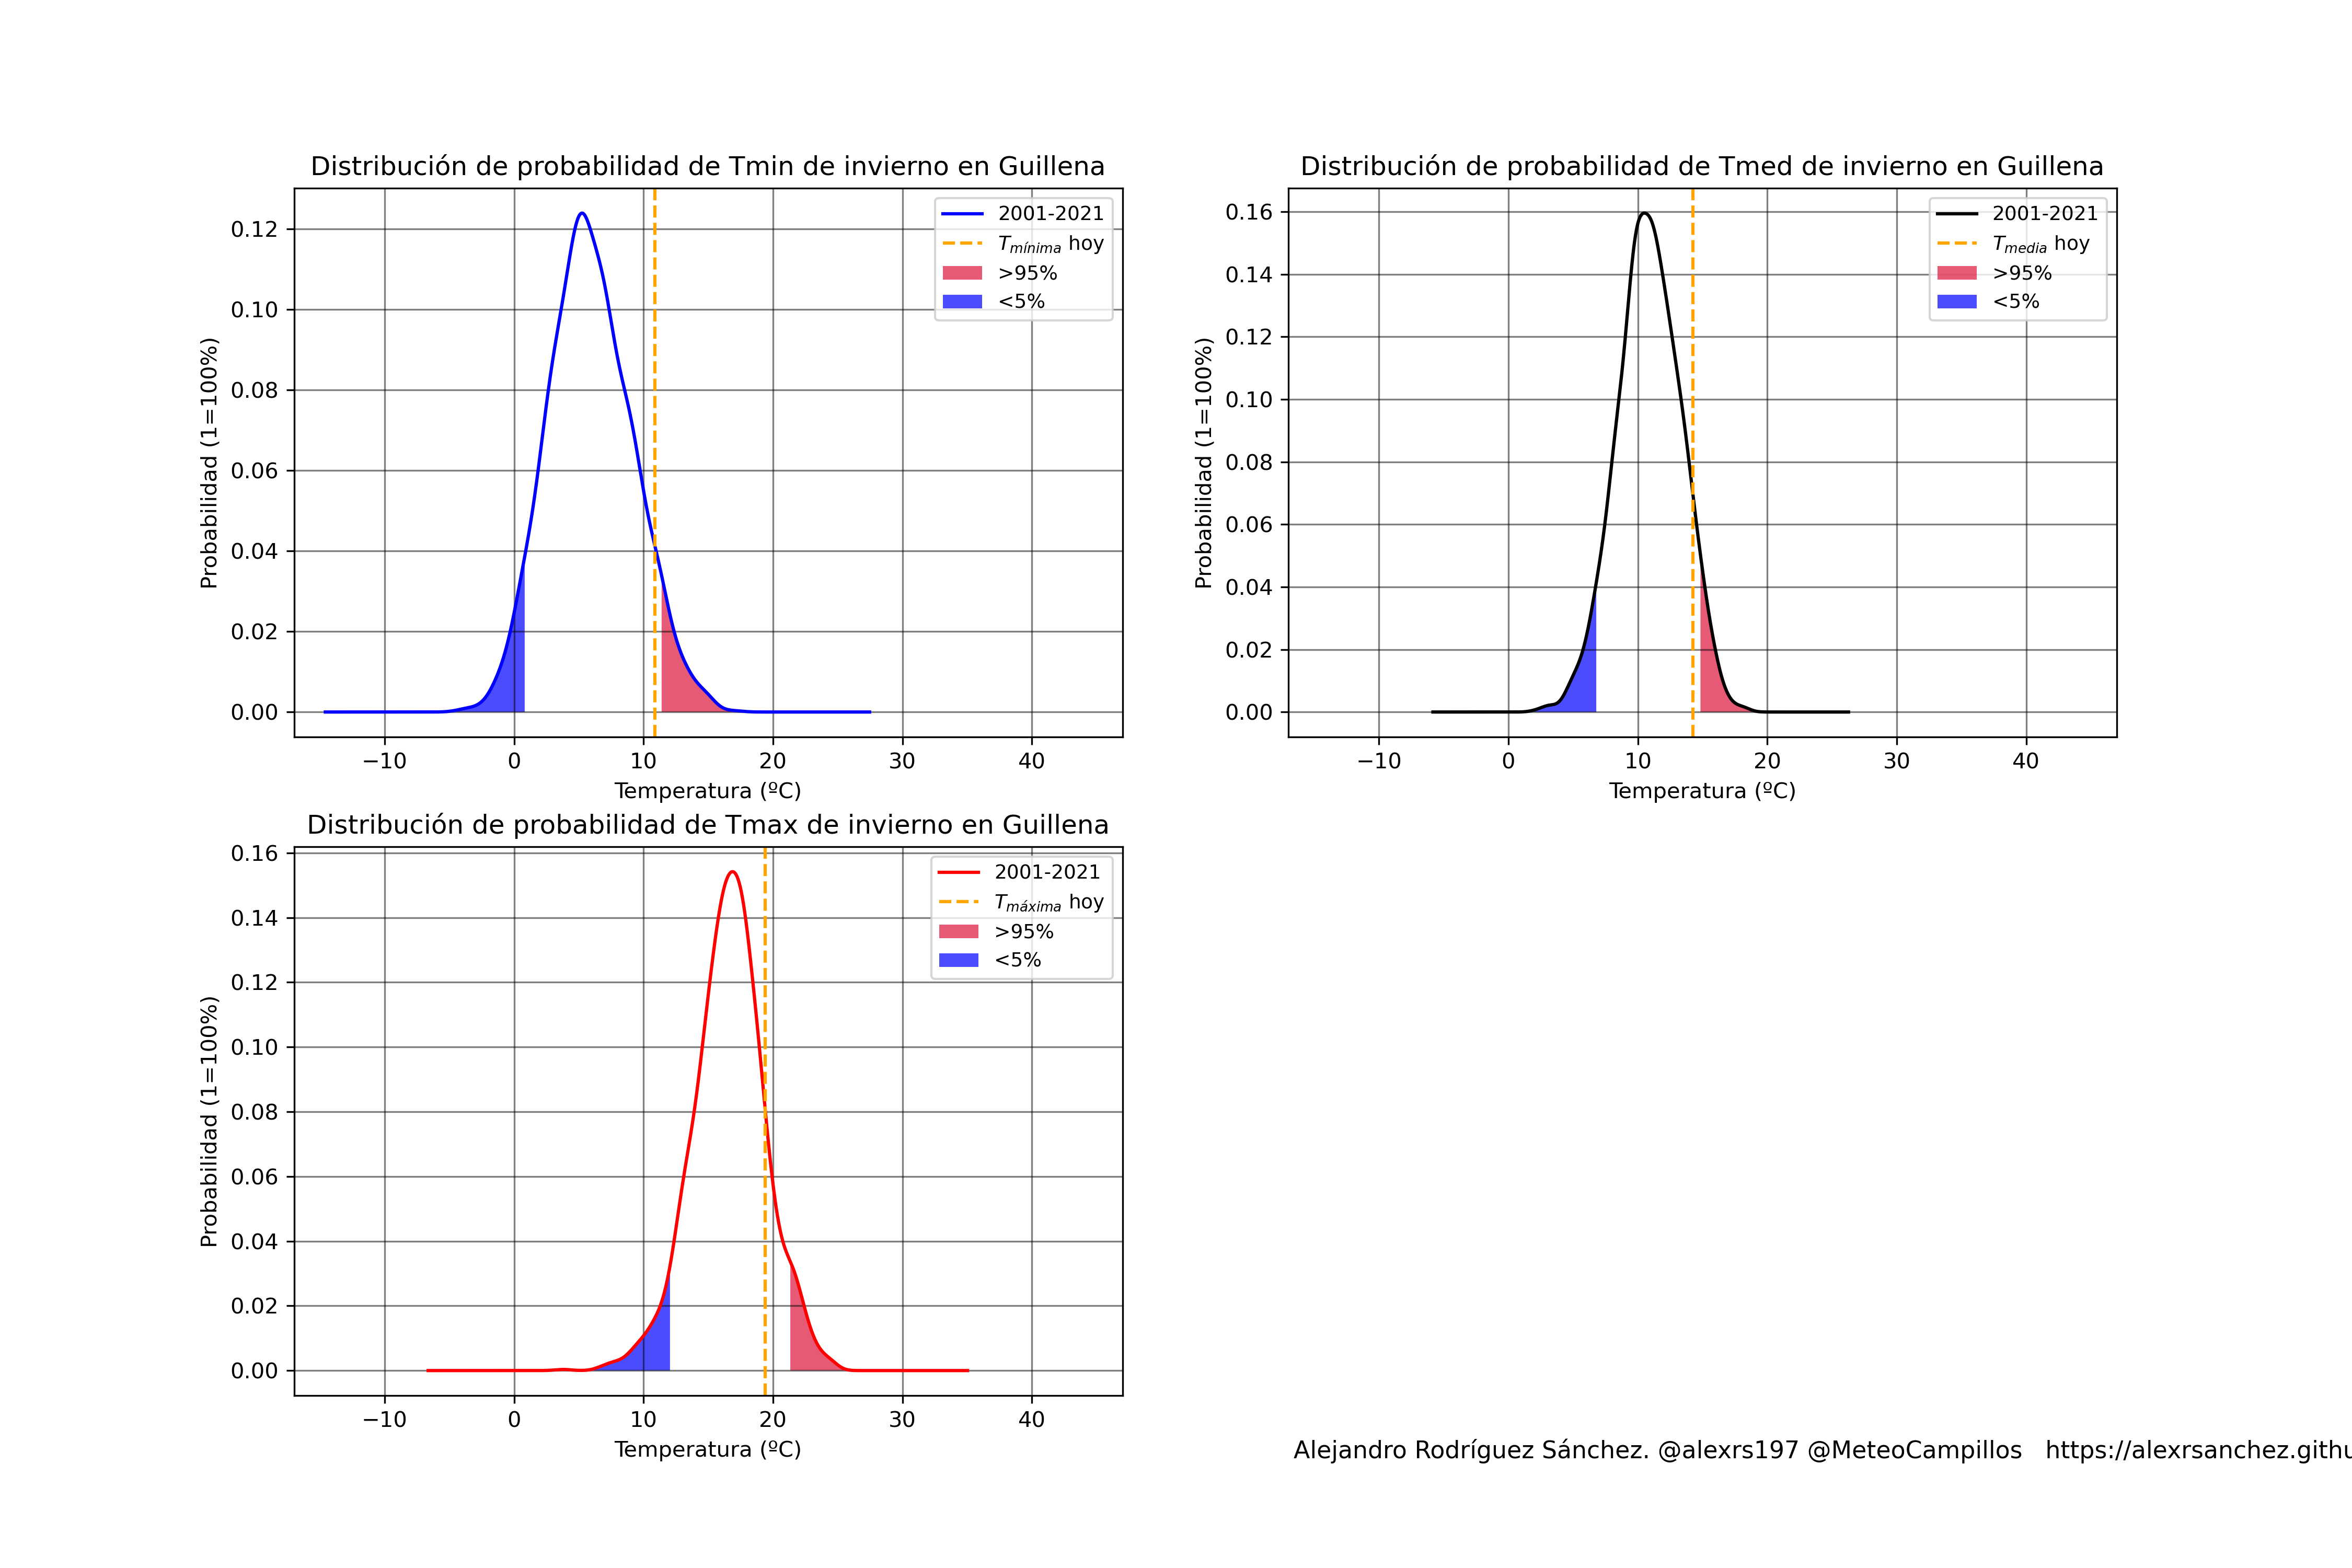 Distribución de probabilidad de Tmin de invierno en Guillena
Probabilidad (1=100%)
0.12
0.10
0.08
0.06
0.04
0.02
0.00
−10 0 10 20 30 40
Temperatura (ºC)
2001-2021
Tmínima hoy
>95%
<5%
Distribución de probabilidad de Tmed de invierno en Guillena
Probabilidad (1=100%)
0.16
0.14
0.12
0.10
0.08
0.06
0.04
0.02
0.00
−10 0 10 20 30 40
Temperatura (ºC)
2001-2021
Tmedia hoy
>95%
<5%
Distribución de probabilidad de Tmax de invierno en Guillena
Probabilidad (1=100%)
0.16
0.14
0.12
0.10
0.08
0.06
0.04
0.02
0.00
−10 0 10 20 30 40
Temperatura (ºC)
2001-2021
Tmáxima hoy
>95%
<5%
Alejandro Rodríguez Sánchez. @alexrs197 @MeteoCampillos https://alexrsanchez.githu